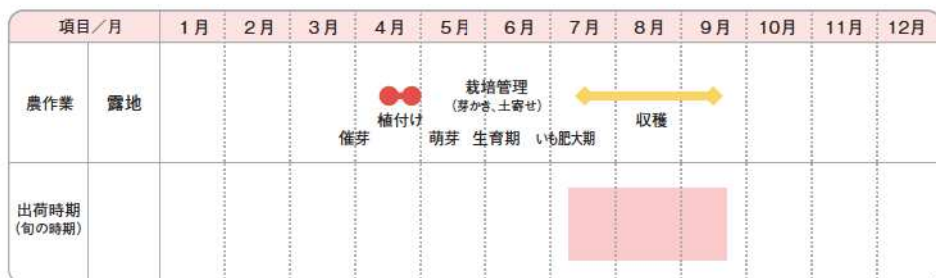 項目／月 1月 2月 3月 4月 5月 6月 7月 8月 9月 10月 11月 12月
農作業 露地
栽培管理
(芽かき、土寄せ)
植付け 収穫
催芽 萌芽 生育期 いも肥大期
出荷時期
(旬の時期)